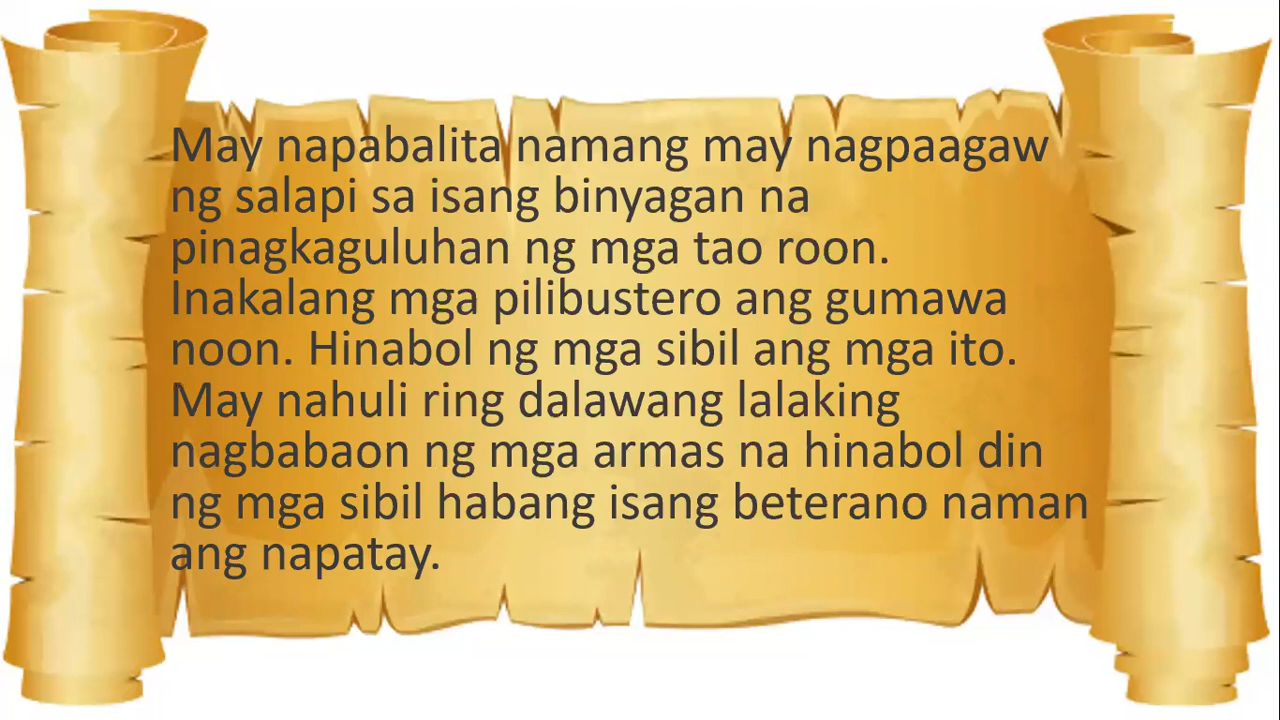 May napabalita namang may nagpaagaw
ng salapi sa isang binyagan na
pinagkaguluhan ng mga tao roon.
Inakalang mga pilibustero ang gumawa
noon. Hinabol ng mga sibil ang mga ito.
May nahuli ring dalawang lalaking
nagbabaon ng mga armas na hinabol din
ng mga sibil habang isang beterano naman
ang napatay.